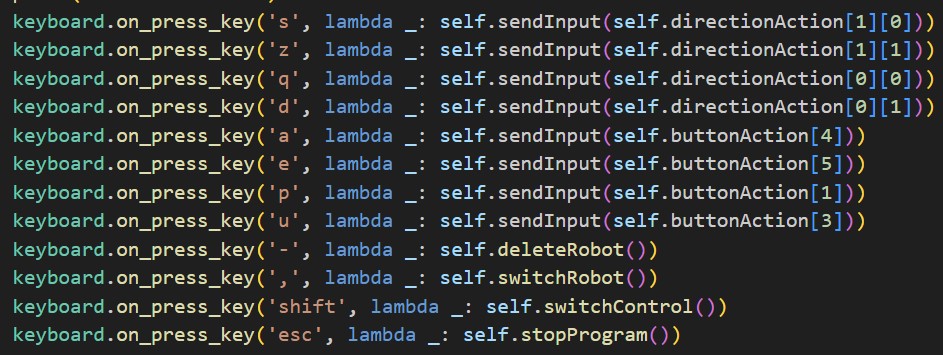 keyboard.on_press_key('s', lambda _: self.sendInput(self.directionAction[1][0]))
keyboard.on_press_key('z', lambda _: self.sendInput(self.directionAction[1][1]))
keyboard.on_press_key('q', lambda _: self.sendInput(self.directionAction[0][0]))
keyboard.on_press_key('d', lambda _: self.sendInput(self.directionAction[0][1]))
keyboard.on_press_key('a', lambda _: self.sendInput(self.buttonAction[4]))
keyboard.on_press_key('e', lambda _: self.sendInput(self.buttonAction[5]))
keyboard.on_press_key('p', lambda _: self.sendInput(self.buttonAction[1]))
keyboard.on_press_key('u', lambda _: self.sendInput(self.buttonAction[3]))
keyboard.on_press_key('-', lambda _: self.deleteRobot())
keyboard.on_press_key(',', lambda _: self.switchRobot())
keyboard.on_press_key('shift', lambda _: self.switchControl())
keyboard.on_press_key('esc', lambda _: self.stopProgram())